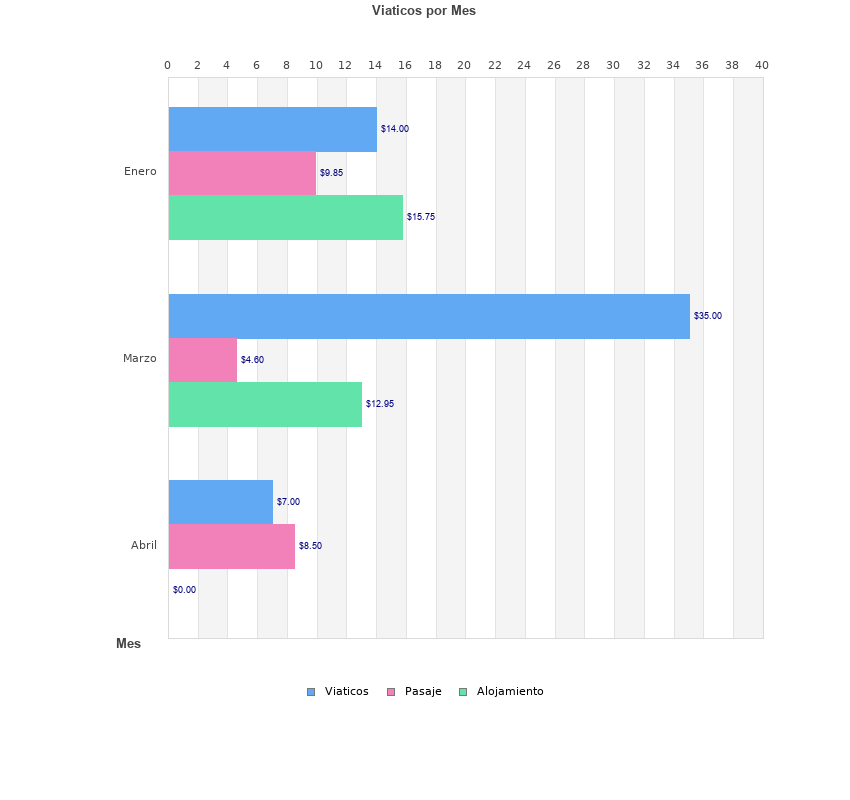 Viaticos por Mes
0 2 4 6 8 10 12 14 16 18 20 22 24 26 28 30 32 34 36 38 40
$14.00
Enero $9.85
$15.75
$35.00
Marzo $4.60
$12.95
$7.00
Abril $8.50
$0.00
Mes
Viaticos Pasaje Alojamiento